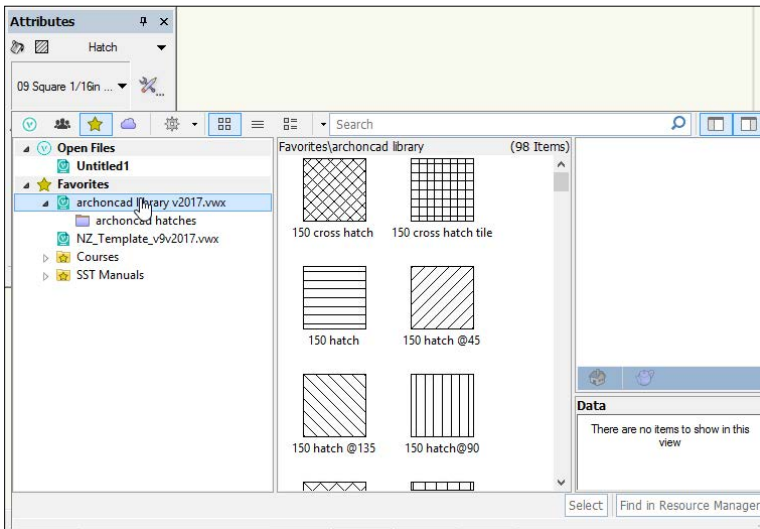 Attributes
Hatch
09 Square 1/16in ...
Search
Open Files
Untitled1
Favorites
archoncad library v2017.vwx
archoncad hatches
NZ_Template_v9v2017.vwx
Courses
SST Manuals
Favorites\archoncad library (98 Items)
150 cross hatch 150 cross hatch tile
150 hatch 150 hatch @45
150 hatch @135 150 hatch@90
Data
There are no items to show in this
view
Select Find in Resource Manager